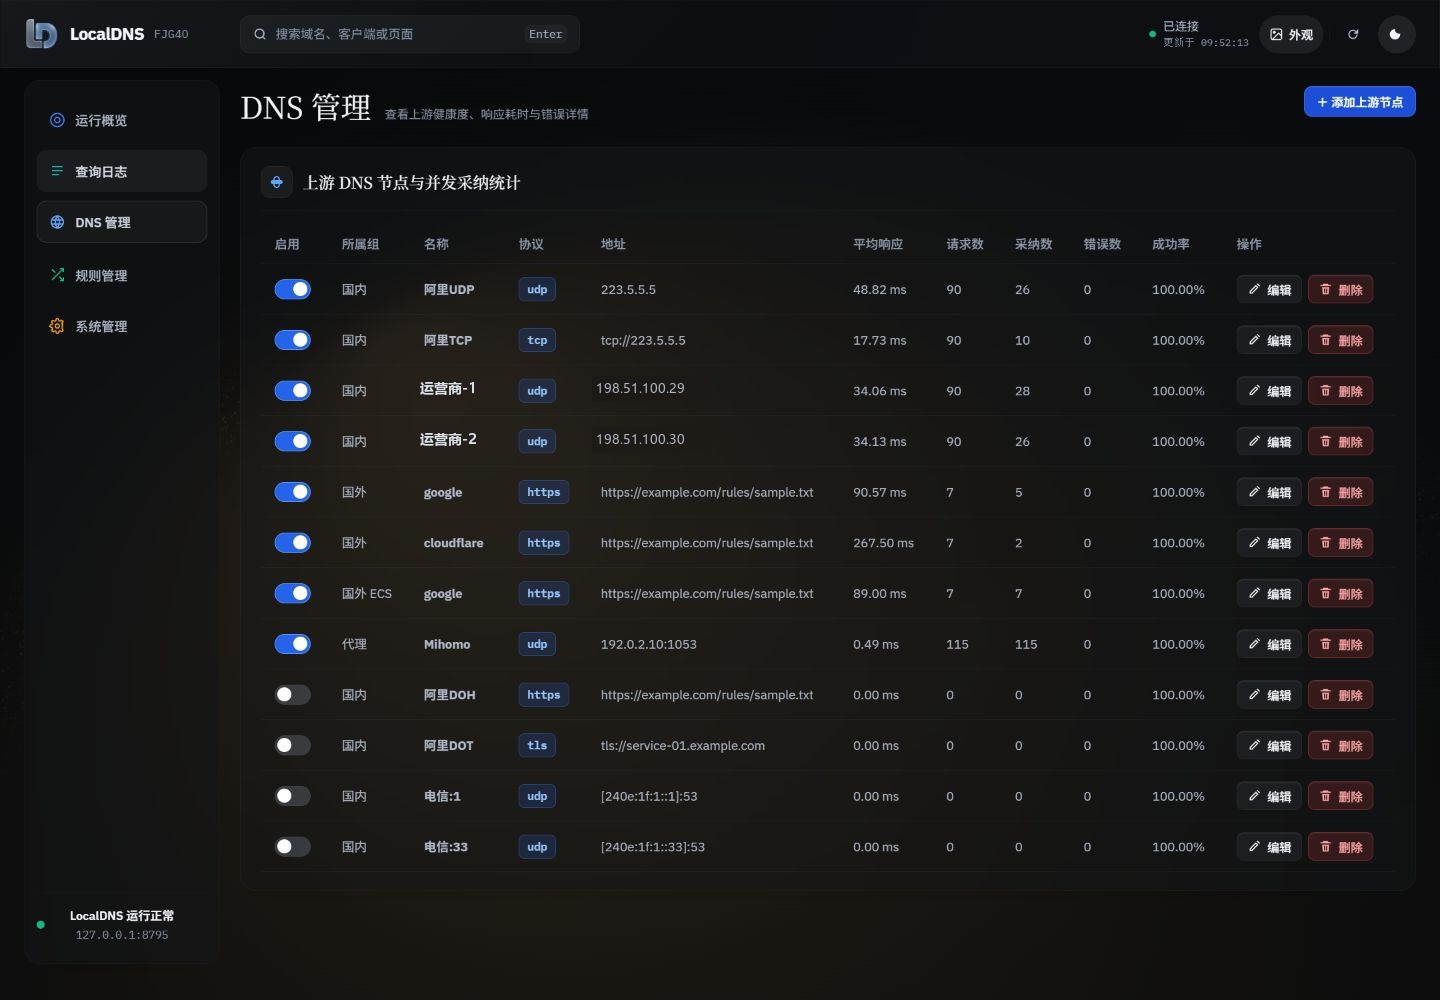 LocalDNS FJG40
搜索域名、客户端或页面 Enter
已连接
更新于 09:52:13
外观
运行概览
查询日志
DNS 管理
规则管理
系统管理
LocalDNS 运行正常
127.0.0.1:8795
DNS 管理 查看上游健康度、响应耗时与错误详情
+ 添加上游节点
上游 DNS 节点与并发采纳统计
启用 所属组 名称 协议 地址 平均响应 请求数 采纳数 错误数 成功率 操作
国内 阿里UDP udp 223.5.5.5 48.82 ms 90 26 0 100.00% 编辑 删除
国内 阿里TCP tcp tcp://223.5.5.5 17.73 ms 90 10 0 100.00% 编辑 删除
国内 运营商-1 udp 198.51.100.29 34.06 ms 90 28 0 100.00% 编辑 删除
国内 运营商-2 udp 198.51.100.30 34.13 ms 90 26 0 100.00% 编辑 删除
国外 google https https://example.com/rules/sample.txt 90.57 ms 7 5 0 100.00% 编辑 删除
国外 cloudflare https https://example.com/rules/sample.txt 267.50 ms 7 2 0 100.00% 编辑 删除
国外 ECS google https https://example.com/rules/sample.txt 89.00 ms 7 7 0 100.00% 编辑 删除
代理 Mihomo udp 192.0.2.10:1053 0.49 ms 115 115 0 100.00% 编辑 删除
国内 阿里DOH https https://example.com/rules/sample.txt 0.00 ms 0 0 0 100.00% 编辑 删除
国内 阿里DOT tls tls://service-01.example.com 0.00 ms 0 0 0 100.00% 编辑 删除
国内 电信:1 udp [240e:1f:1::1]:53 0.00 ms 0 0 0 100.00% 编辑 删除
国内 电信:33 udp [240e:1f:1::33]:53 0.00 ms 0 0 0 100.00% 编辑 删除